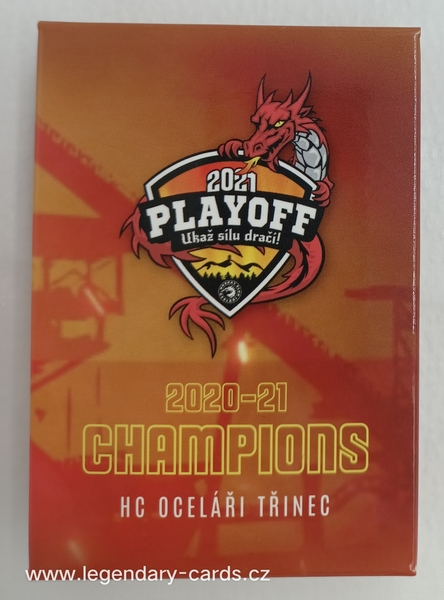 2021
PLAYOFF
Ukaž sílu dračí!
2020-21
CHAMPIONS
HC OCELÁŘI TŘINEC
www.legendary-cards.cz